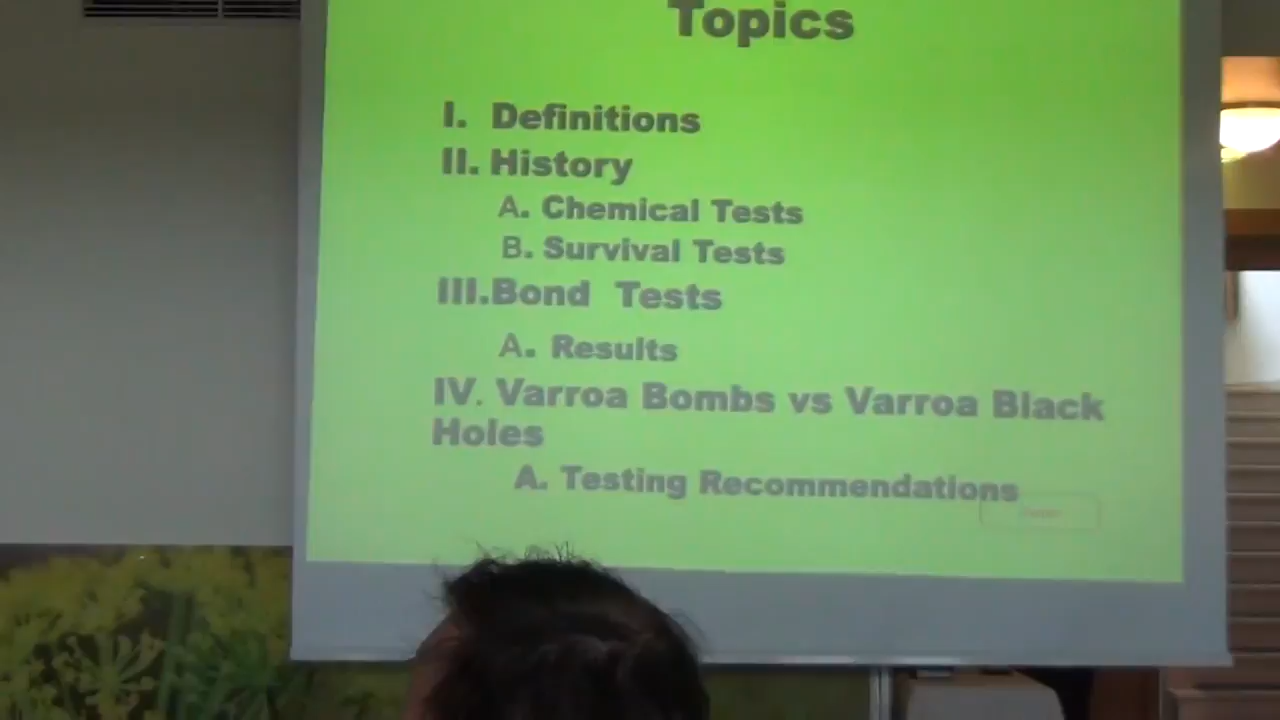 Topics
I. Definitions
II. History
A. Chemical Tests
B. Survival Tests
III.Bond Tests
A. Results
IV. Varroa Bombs vs Varroa Black
Holes
A. Testing Recommendations